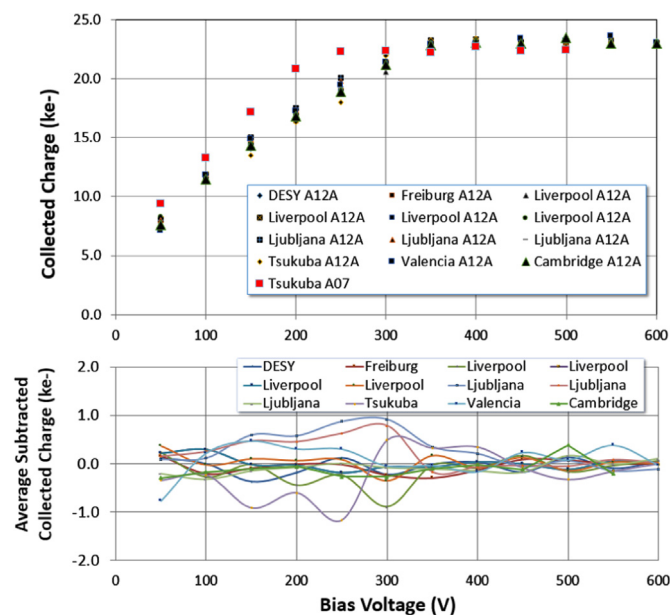 25.0
20.0
15.0
10.0
5.0
0.0
Collected Charge (ke-)
DESY A12A Freiburg A12A Liverpool A12A
Liverpool A12A Liverpool A12A Liverpool A12A
Ljubljana A12A Ljubljana A12A Ljubljana A12A
Tsukuba A12A Valencia A12A Cambridge A12A
Tsukuba A07
0 100 200 300 400 500 600
2.0
1.0
0.0
-1.0
-2.0
Average Subtracted
Collected Charge (ke-)
DESY Freiburg Liverpool Liverpool
Liverpool Liverpool Ljubljana Ljubljana
Ljubljana Tsukuba Valencia Cambridge
0 100 200 300 400 500 600
Bias Voltage (V)